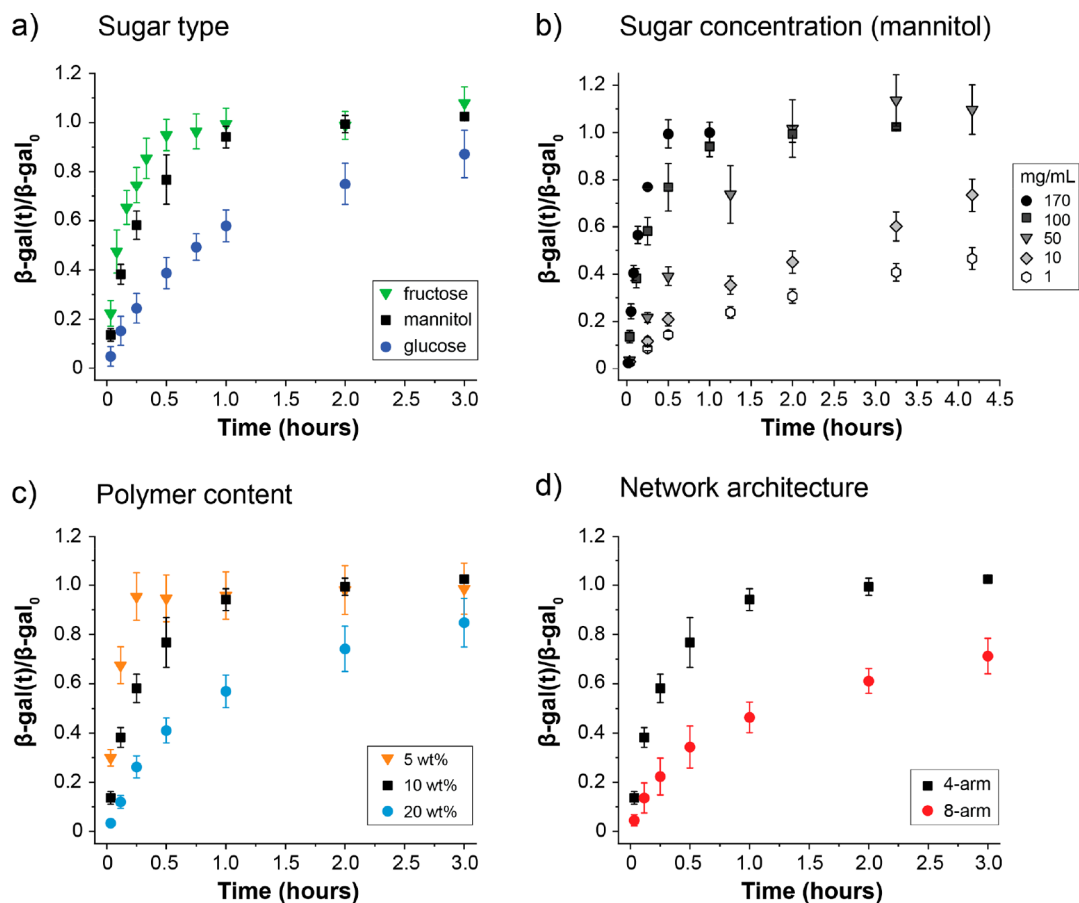 a) Sugar type
β-gal(t)/β-gal₀
1.2
1.0
0.8
0.6
0.4
0.2
0
fructose
mannitol
glucose
0 0.5 1.0 1.5 2.0 2.5 3.0
Time (hours)
b) Sugar concentration (mannitol)
β-gal(t)/β-gal₀
1.2
1.0
0.8
0.6
0.4
0.2
0
mg/mL
170
100
50
10
1
0 0.5 1.0 1.5 2.0 2.5 3.0 3.5 4.0 4.5
Time (hours)
c) Polymer content
β-gal(t)/β-gal₀
1.2
1.0
0.8
0.6
0.4
0.2
0
5 wt%
10 wt%
20 wt%
0 0.5 1.0 1.5 2.0 2.5 3.0
Time (hours)
d) Network architecture
β-gal(t)/β-gal₀
1.2
1.0
0.8
0.6
0.4
0.2
0
4-arm
8-arm
0 0.5 1.0 1.5 2.0 2.5 3.0
Time (hours)